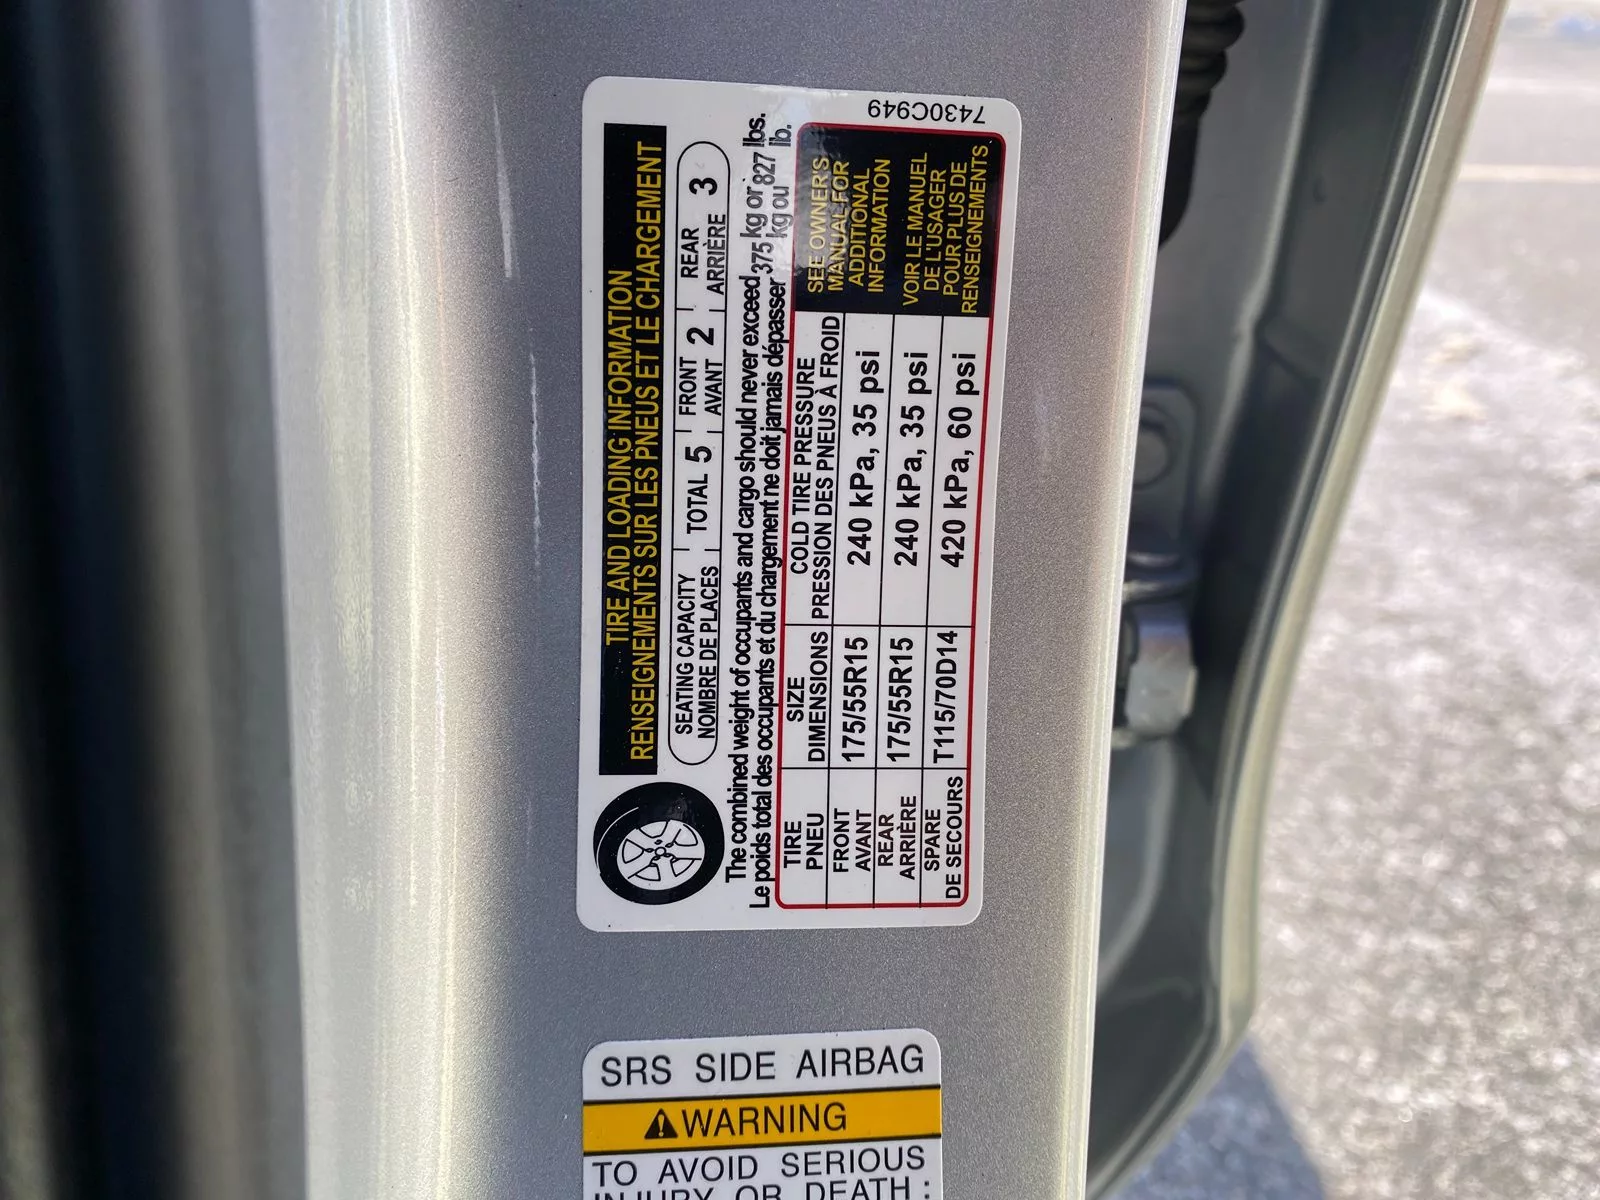 7430C949
TIRE AND LOADING INFORMATION
RENSEIGNEMENTS SUR LES PNEUS ET LE CHARGEMENT
SEATING CAPACITY
NOMBRE DE PLACES
TOTAL 5
FRONT
AVANT 2
REAR
ARRIÈRE 3
The combined weight of occupants and cargo should never exceed 375 kg or 827 lbs.
Le poids total des occupants et du chargement ne doit jamais dépasser 375 kg ou 827 lb.
TIRE SIZE COLD TIRE PRESSURE
PNEU DIMENSIONS PRESSION DES PNEUS À FROID
FRONT
AVANT 175/55R15 240 kPa, 35 psi
REAR
ARRIÈRE 175/55R15 240 kPa, 35 psi
SPARE
DE SECOURS T115/70D14 420 kPa, 60 psi
SEE OWNER'S
MANUAL FOR
ADDITIONAL
INFORMATION
VOIR LE MANUEL
DE L'USAGER
POUR PLUS DE
RENSEIGNEMENTS
SRS SIDE AIRBAG
WARNING
TO AVOID SERIOUS
INJURY OR DEATH: